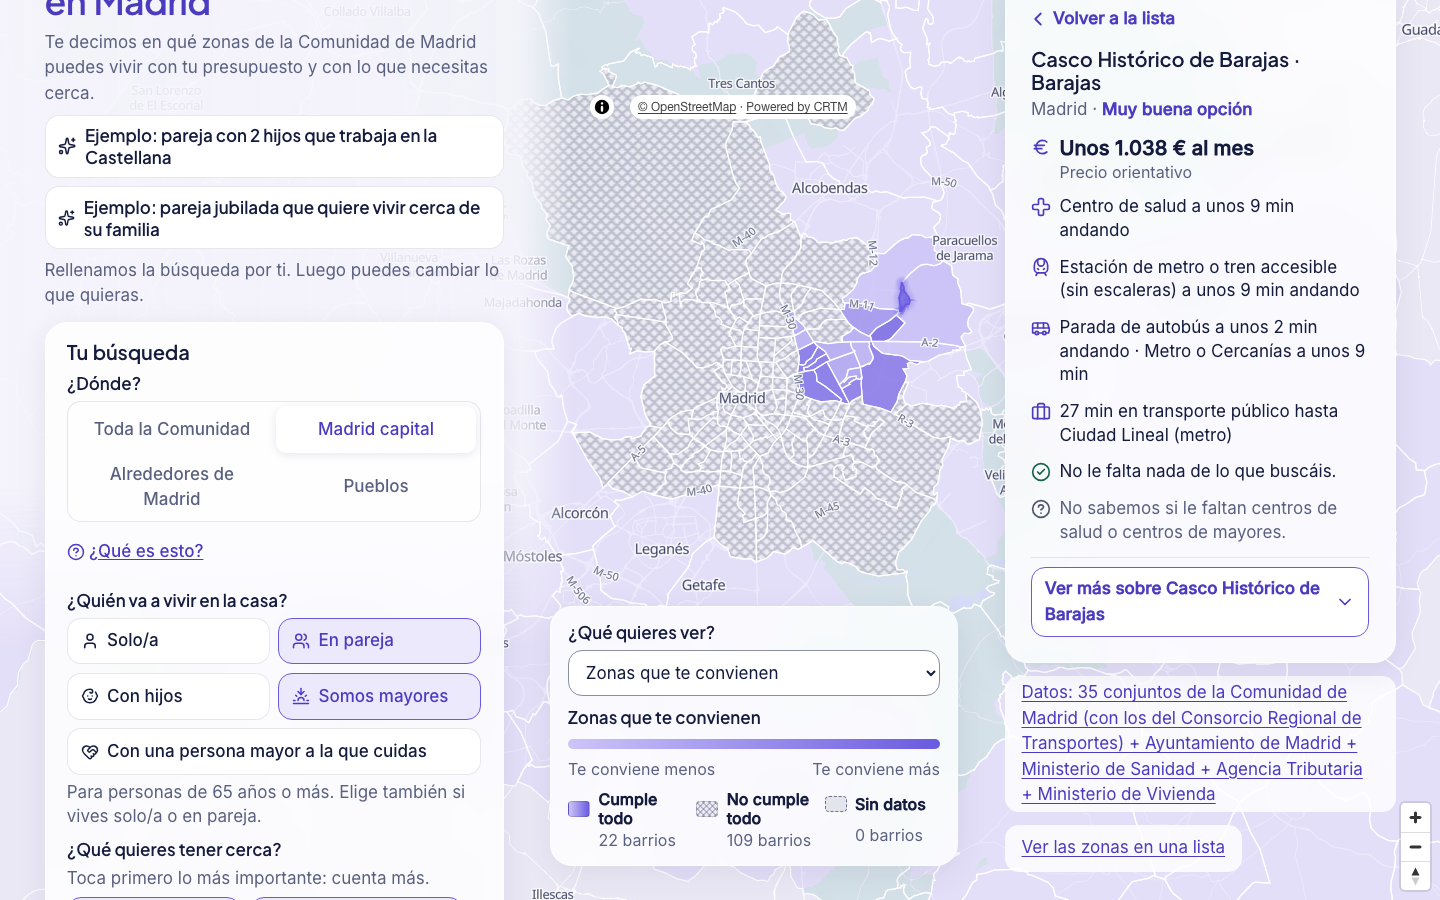 en Madrid
Te decimos en qué zonas de la Comunidad de Madrid
puedes vivir con tu presupuesto y con lo que necesitas
cerca.
Ejemplo: pareja con 2 hijos que trabaja en la
Castellana
Ejemplo: pareja jubilada que quiere vivir cerca de
su familia
Rellenamos la búsqueda por ti. Luego puedes cambiar lo
que quieras.
Tu búsqueda
¿Dónde?
Toda la Comunidad
Madrid capital
Alrededores de
Madrid
Pueblos
¿Qué es esto?
¿Quién va a vivir en la casa?
Solo/a
En pareja
Con hijos
Somos mayores
Con una persona mayor a la que cuidas
Para personas de 65 años o más. Elige también si
vives solo/a o en pareja.
¿Qué quieres tener cerca?
Toca primero lo más importante: cuenta más.
Collado Villalba
San Lorenzo
de El Escorial
Villanueva
Las Rozas
de Madrid
Majadahonda
Tres Cantos
© OpenStreetMap · Powered by CRTM
Alcobendas
M-50
M-40
M-12
Paracuellos
de Jarama
M-11
M-30
A-2
M-30
Madrid
R-3
A-3
A-5
M-40
M-45
Alcorcón
Leganés
Móstoles
M-50
Getafe
M-506
Illescas
¿Qué quieres ver?
Zonas que te convienen
Zonas que te convienen
Te conviene menos
Te conviene más
Cumple
todo
22 barrios
No cumple
todo
109 barrios
Sin datos
0 barrios
Volver a la lista
Casco Histórico de Barajas ·
Barajas
Madrid · Muy buena opción
Unos 1.038 € al mes
Precio orientativo
Centro de salud a unos 9 min
andando
Estación de metro o tren accesible
(sin escaleras) a unos 9 min andando
Parada de autobús a unos 2 min
andando · Metro o Cercanías a unos 9
min
27 min en transporte público hasta
Ciudad Lineal (metro)
No le falta nada de lo que buscáis.
No sabemos si le faltan centros de
salud o centros de mayores.
Ver más sobre Casco Histórico de
Barajas
Datos: 35 conjuntos de la Comunidad de
Madrid (con los del Consorcio Regional de
Transportes) + Ayuntamiento de Madrid +
Ministerio de Sanidad + Agencia Tributaria
+ Ministerio de Vivienda
Ver las zonas en una lista